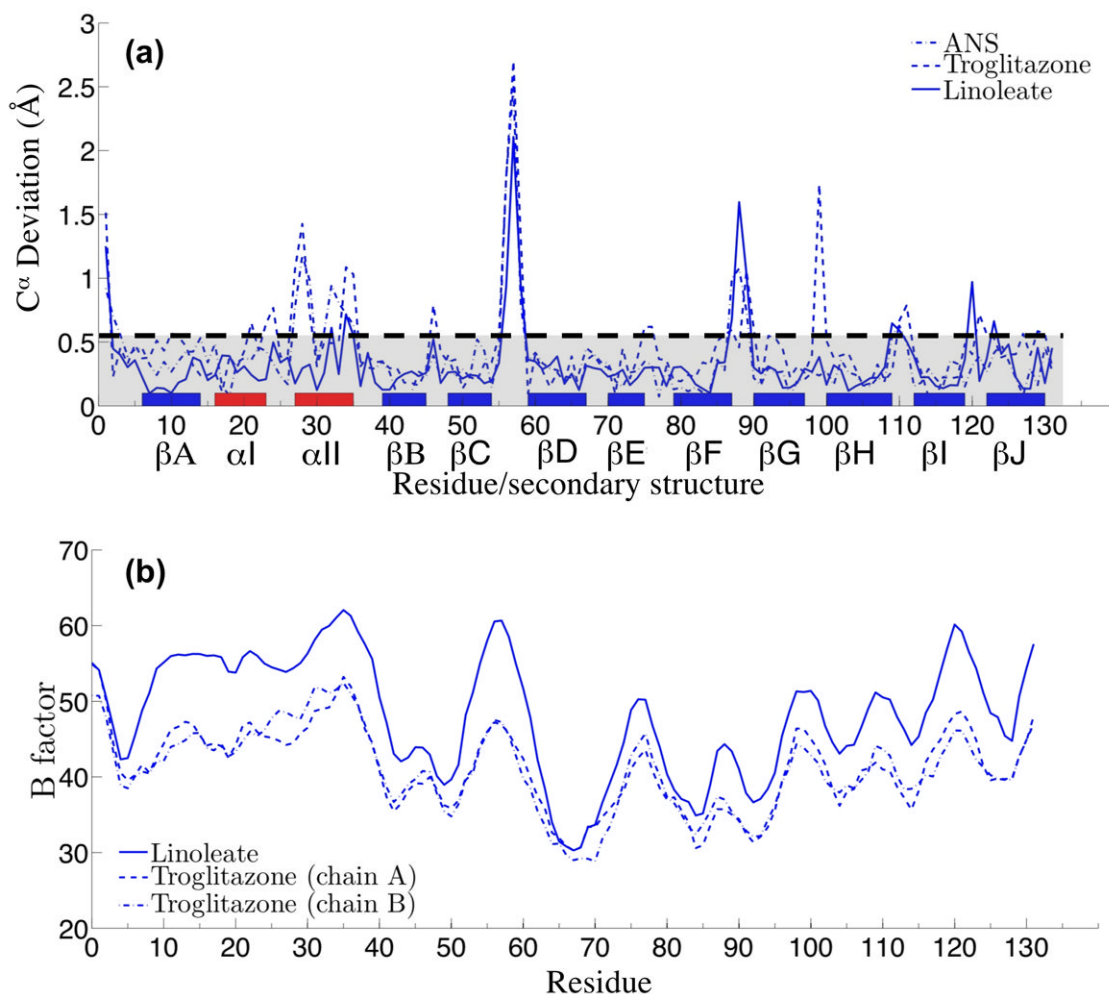 (a)
ANS
Troglitazone
Linoleate
Cα Deviation (Å)
3
2.5
2
1.5
1
0.5
0
0 10 20 30 40 50 60 70 80 90 100 110 120 130
βA αI αII βB βC βD βE βF βG βH βI βJ
Residue/secondary structure
(b)
B factor
70
60
50
40
30
20
Linoleate
Troglitazone (chain A)
Troglitazone (chain B)
0 10 20 30 40 50 60 70 80 90 100 110 120 130
Residue